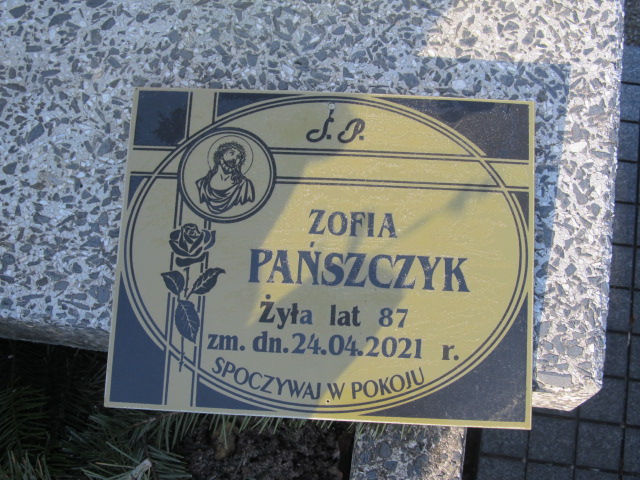 Ś. P.
ZOFIA
PAŃSZCZYK
Żyła lat 87
zm. dn. 24.04.2021 r.
SPOCZYWAJ W POKOJU